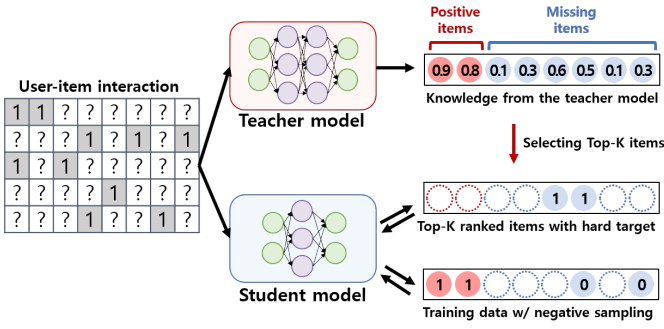 User-item interaction
1 1 ? ? ? ? ? ?
? ? ? 1 ? 1 ? 1
1 ? 1 ? ? ? ? ?
? ? ? ? 1 ? ? ?
? ? ? 1 ? ? 1 ?
Teacher model
Student model
Positive
items
Missing
items
0.9 0.8 0.1 0.3 0.6 0.5 0.1 0.3
Knowledge from the teacher model
Selecting Top-K items
1 1
Top-K ranked items with hard target
1 1 0 0
Training data w/ negative sampling